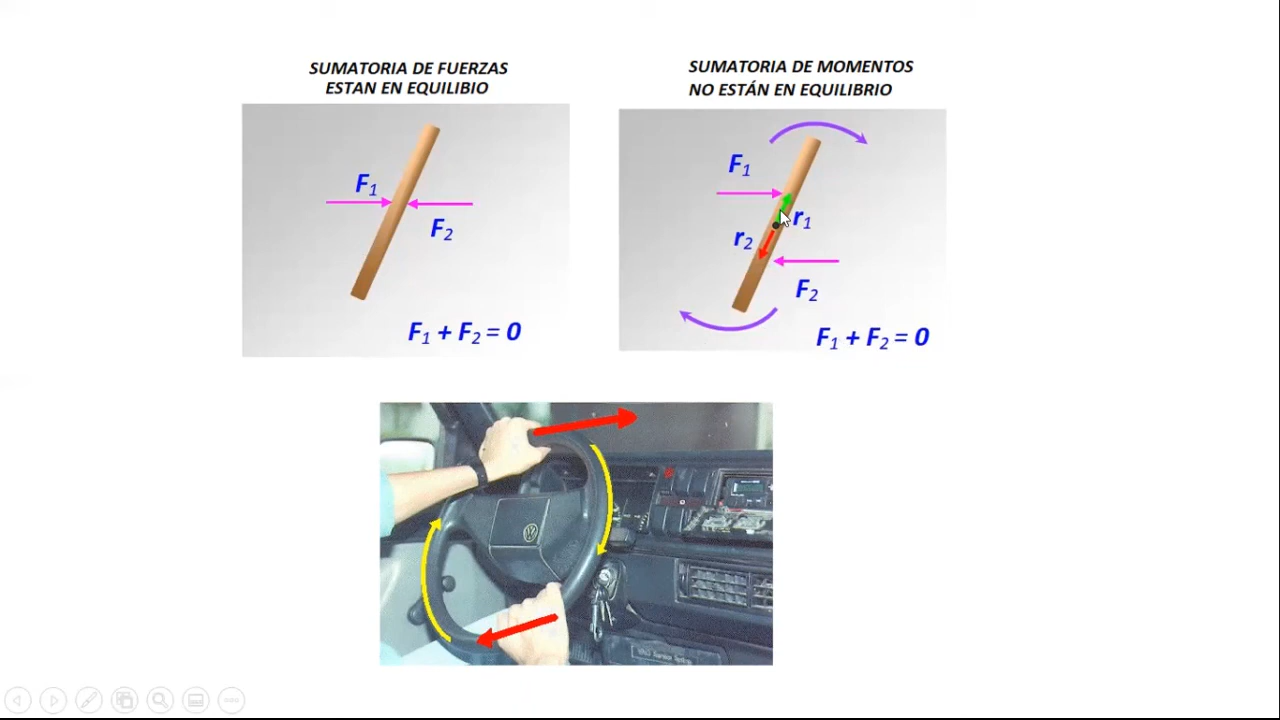 SUMATORIA DE FUERZAS
ESTAN EN EQUILIBIO
F1
F2
F1 + F2 = 0
SUMATORIA DE MOMENTOS
NO ESTÁN EN EQUILIBRIO
F1
r1
r2
F2
F1 + F2 = 0